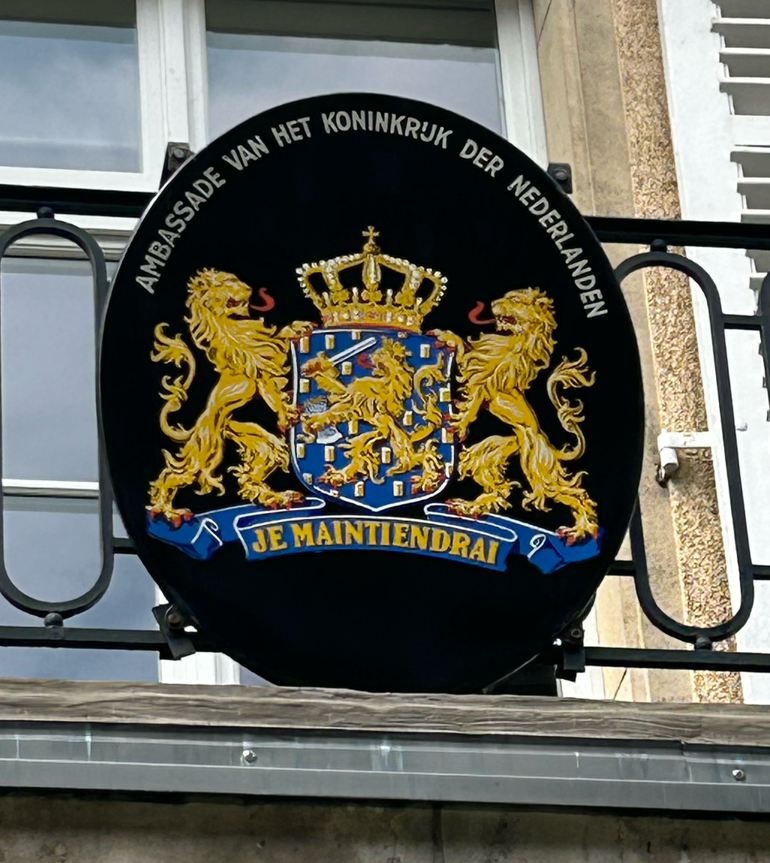 AMBASSADE VAN HET KONINKRIJK DER NEDERLANDEN
JE MAINTIENDRAI